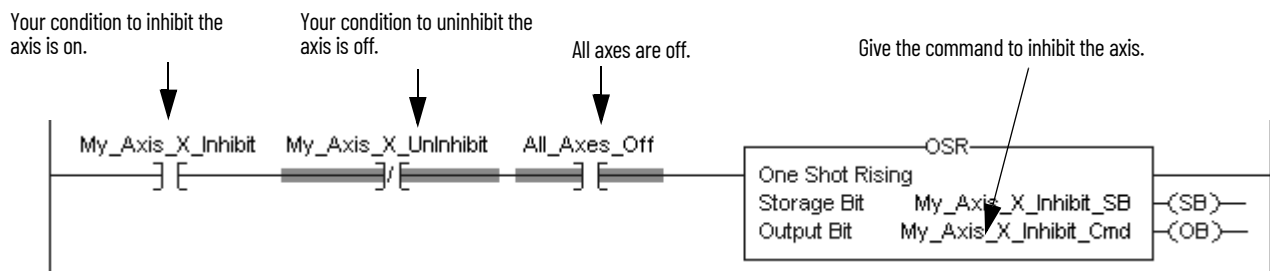 Your condition to inhibit the
axis is on.
Your condition to uninhibit the
axis is off.
All axes are off.
Give the command to inhibit the axis.
My_Axis_X_Inhibit
My_Axis_X_UnInhibit
All_Axes_Off
OSR
One Shot Rising
Storage Bit My_Axis_X_Inhibit_SB
(SB)
Output Bit My_Axis_X_Inhibit_Cmd
(OB)